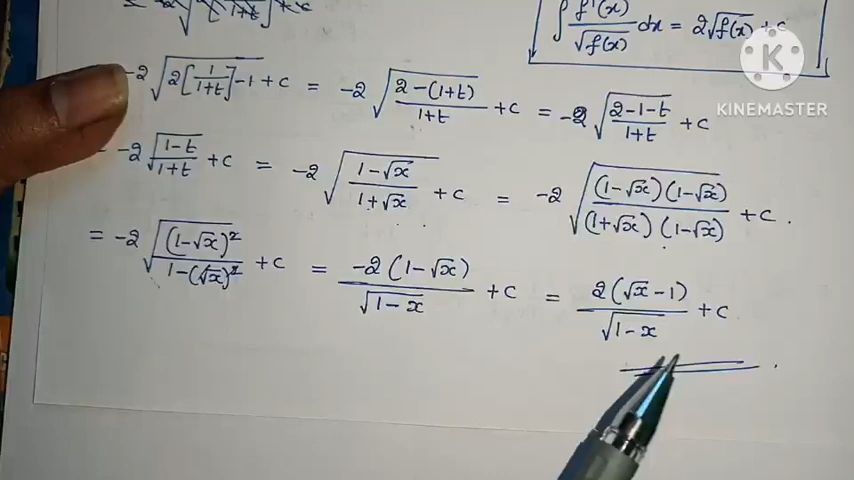 ∫ f'(x)/√f(x) dx = 2√f(x) + c
-2 √(2[1/(1+t)]-1) + c = -2 √((2-(1+t))/(1+t)) + c = -2 √((2-1-t)/(1+t)) + c
-2 √((1-t)/(1+t)) + c = -2 √((1-√x)/(1+√x)) + c = -2 √((1-√x)(1-√x)/((1+√x)(1-√x))) + c.
= -2 √((1-√x)²/(1-(√x)²)) + c = -2(1-√x)/√(1-x) + c = 2(√x-1)/√(1-x) + c
KINEMASTER